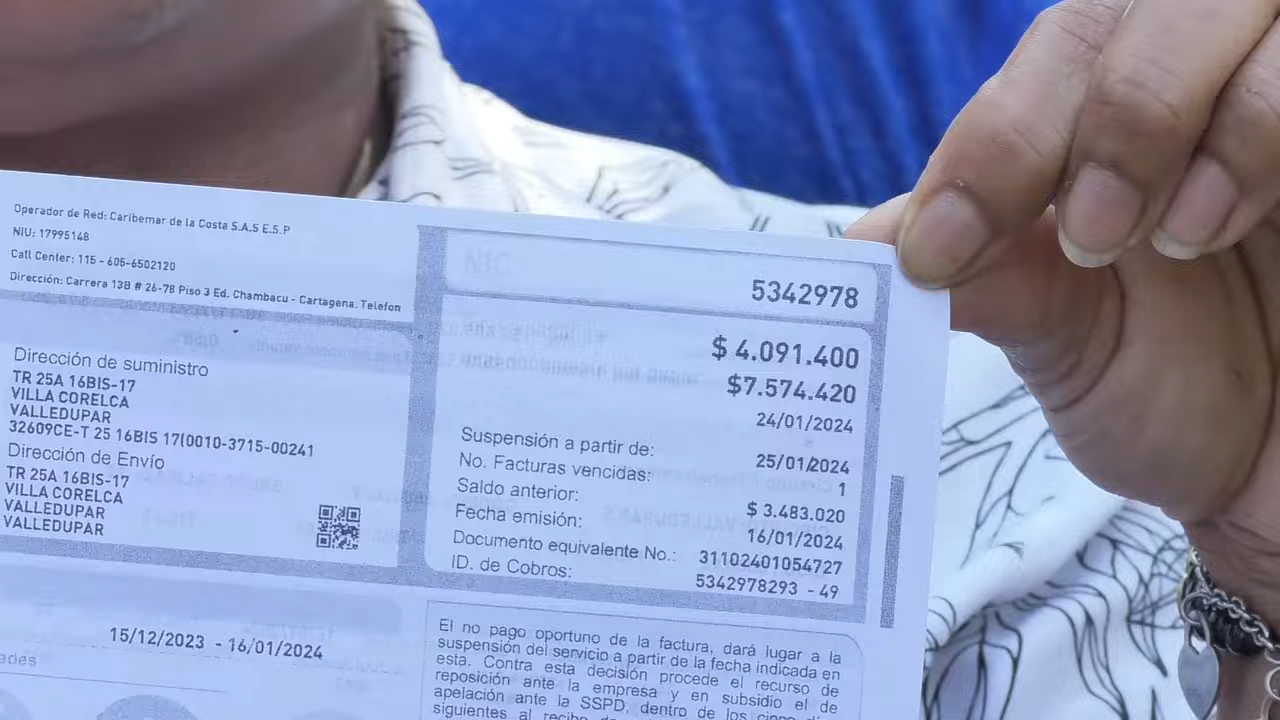 Operador de Red: Caribemar de la Costa S.A.S E.S.P
NIU: 17995148
Call Center: 115 - 605-6502120
Dirección: Carrera 13B # 26-78 Piso 3 Ed. Chambacu - Cartagena. Telefon
NIC
5342978
$ 4.091.400
$7.574.420
24/01/2024
Suspensión a partir de: 25/01/2024
No. Facturas vencidas: 1
Saldo anterior: $ 3.483.020
Fecha emisión: 16/01/2024
Documento equivalente No.: 31102401054727
ID. de Cobros: 5342978293 - 49
Dirección de suministro
TR 25A 16BIS-17
VILLA CORELCA
VALLEDUPAR
32609CE-T 25 16BIS 17(0010-3715-00241
Dirección de Envío
TR 25A 16BIS-17
VILLA CORELCA
VALLEDUPAR
VALLEDUPAR
15/12/2023 - 16/01/2024
ades
El no pago oportuno de la factura, dará lugar a la
suspensión del servicio a partir de la fecha indicada en
esta. Contra esta decisión procede el recurso de
reposición ante la empresa y en subsidio el de
apelación ante la SSPD, dentro de los cinco
siguientes al recibo de